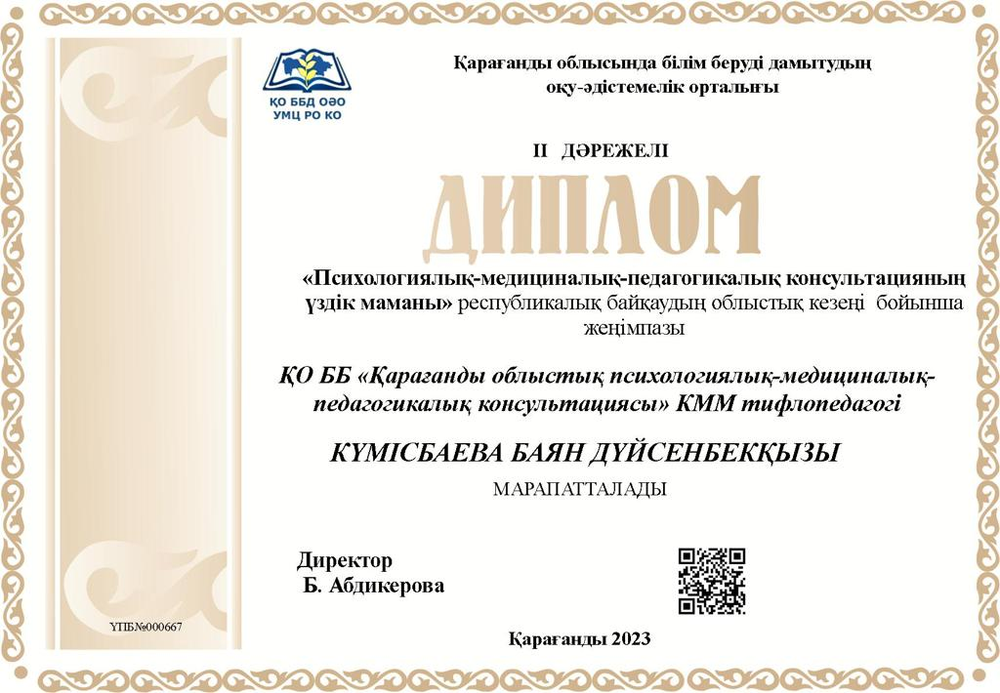 ҚО ББД ОӘО
УМЦ РО КО
Қарағанды облысында білім беруді дамытудың
оқу-әдістемелік орталығы
ІІ ДӘРЕЖЕЛІ
ДИПЛОМ
«Психологиялық-медициналық-педагогикалық консультацияның
үздік маманы» республикалық байқаудың облыстық кезеңі бойынша
жеңімпазы
ҚО ББ «Қарағанды облыстық психологиялық-медициналық-
педагогикалық консультациясы» КММ тифлопедагогі
КҮМІСБАЕВА БАЯН ДҮЙСЕНБЕКҚЫЗЫ
МАРАПАТТАЛАДЫ
Директор
Б. Абдикерова
ҮПБ№000667
Қарағанды 2023